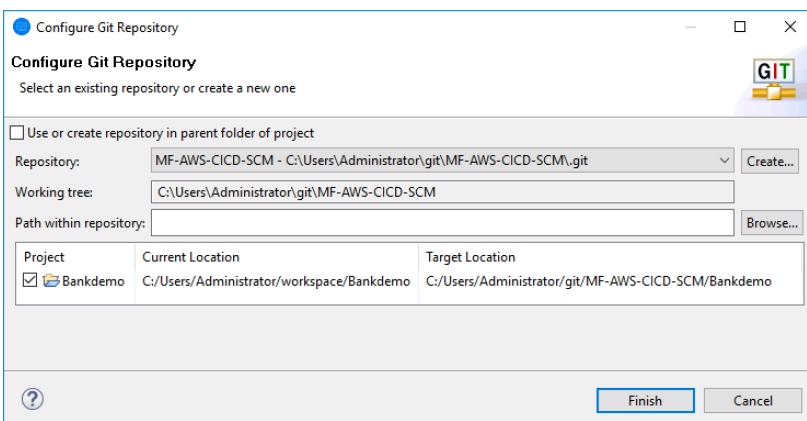 Configure Git Repository
Configure Git Repository
Select an existing repository or create a new one
GIT
Use or create repository in parent folder of project
Repository: MF-AWS-CICD-SCM - C:\Users\Administrator\git\MF-AWS-CICD-SCM\.git Create...
Working tree: C:\Users\Administrator\git\MF-AWS-CICD-SCM
Path within repository: Browse...
Project Current Location Target Location
Bankdemo C:/Users/Administrator/workspace/Bankdemo C:/Users/Administrator/git/MF-AWS-CICD-SCM/Bankdemo
? Finish Cancel